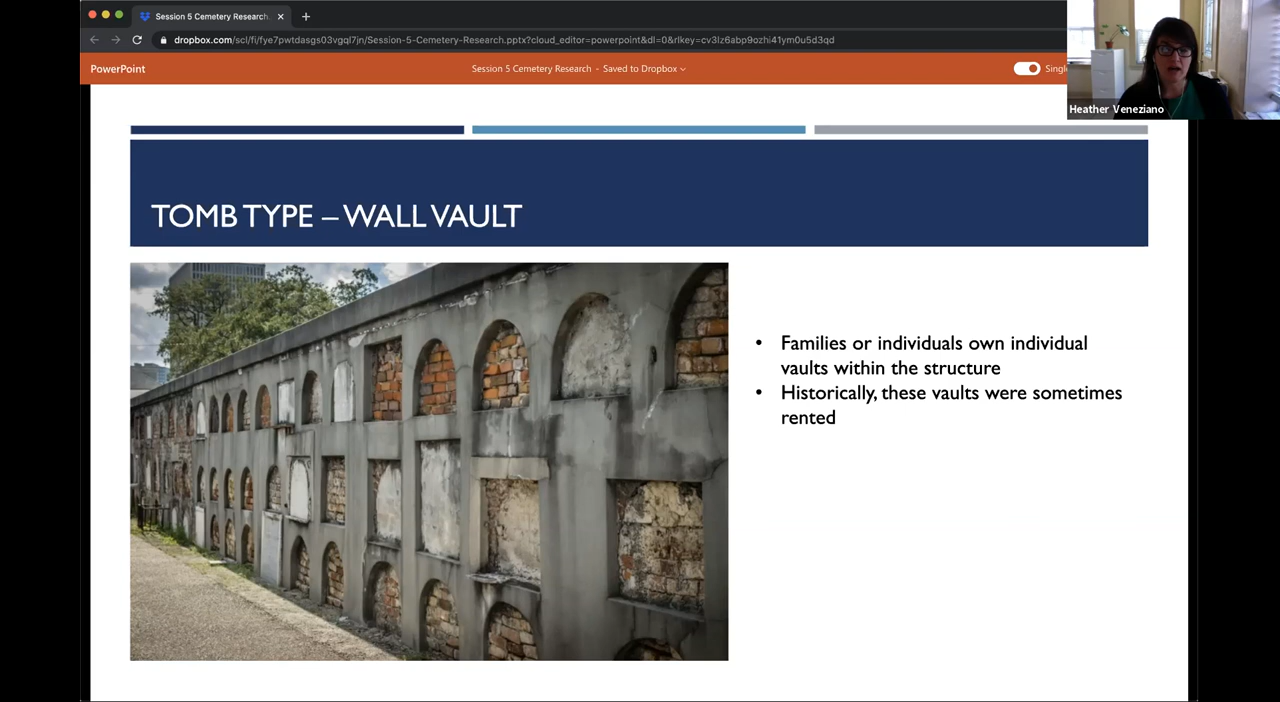 Session 5 Cemetery Research.
dropbox.com/scl/fi/fye7pwtdasgs03vgql7jn/Session-5-Cemetery-Research.pptx?cloud_editor=powerpoint&dl=0&rlkey=cv3lz6abp9ozhi41ym0u5d3qd
PowerPoint
Session 5 Cemetery Research - Saved to Dropbox
Singl
Heather Veneziano
TOMB TYPE – WALL VAULT
• Families or individuals own individual
vaults within the structure
• Historically, these vaults were sometimes
rented